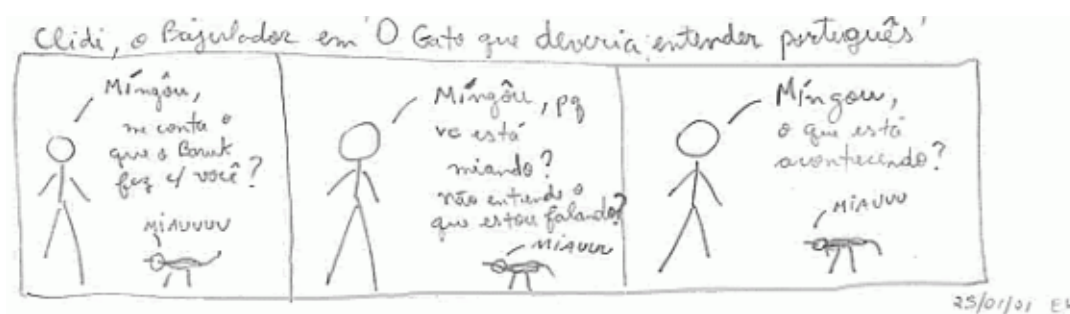 Clidi, o Bajulador em 'O Gato que deveria entender português'
Míngôu,
me conta o
que o Boruk
fez c/ você?
MIAUUUU
Míngôu, pq
vc está
miando?
não entende o
que estou falando?
MIAUUU
Míngou,
o que está
acontecendo?
MIAUUU
25/01/01